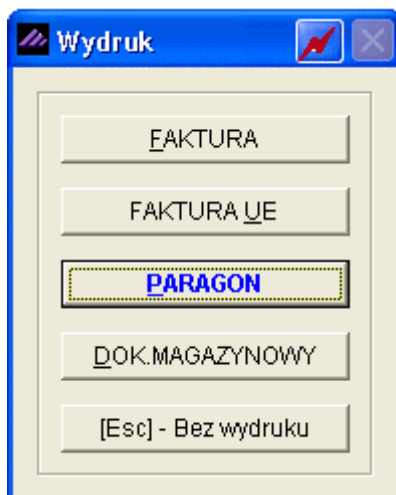 Wydruk
FAKTURA
FAKTURA UE
PARAGON
DOK.MAGAZYNOWY
[Esc] - Bez wydruku